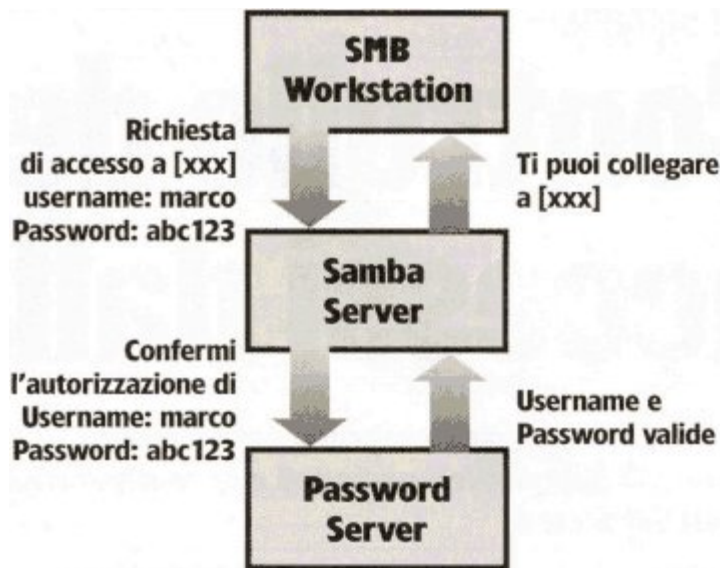 SMB
Workstation
Richiesta
di accesso a [xxx]
username: marco
Password: abc123
Ti puoi collegare
a [xxx]
Samba
Server
Confermi
l'autorizzazione di
Username: marco
Password: abc123
Username e
Password valide
Password
Server